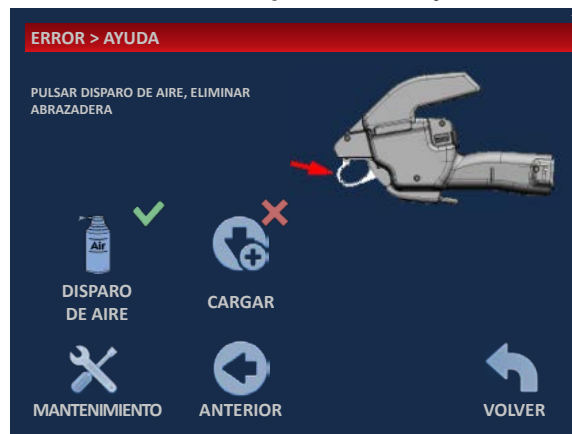 ERROR > AYUDA
PULSAR DISPARO DE AIRE, ELIMINAR
ABRAZADERA
Air
DISPARO
DE AIRE
CARGAR
MANTENIMIENTO
ANTERIOR
VOLVER